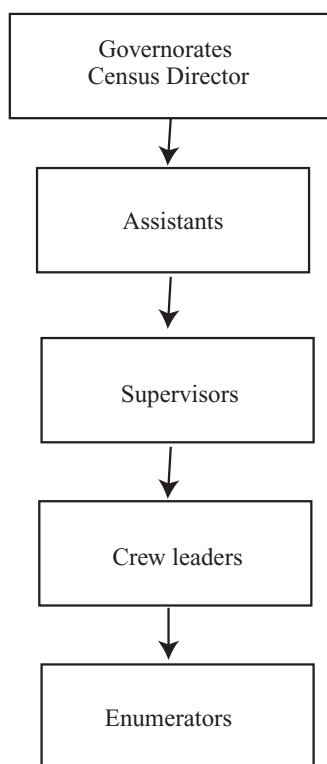 Governorates
Census Director
Assistants
Supervisors
Crew leaders
Enumerators